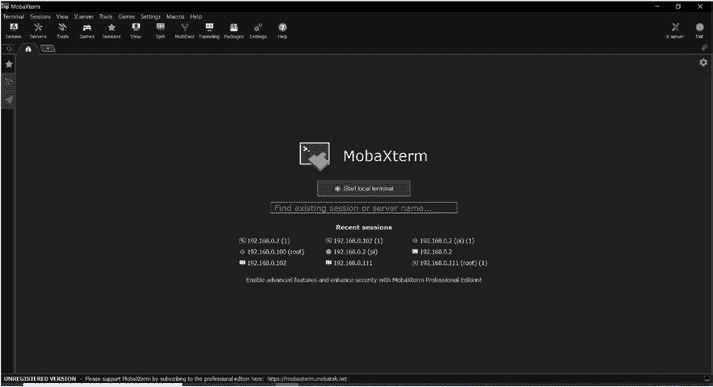 MobaXterm
Terminal Sessions View X server Tools Games Settings Macros Help
Session Servers Tools Games Sessions View Split MultiExec Tunneling Packages Settings Help X server Exit
MobaXterm
Start local terminal
Find existing session or server name...
Recent sessions
192.168.0.2 (1) 192.168.0.102 (1) 192.168.0.2 (pi) (1)
192.168.0.100 (root) 192.168.0.2 (pi) 192.168.0.2
192.168.0.102 192.168.0.111 192.168.0.111 (root) (1)
Enable advanced features and enhance security with MobaXterm Professional Edition!
UNREGISTERED VERSION - Please support MobaXterm by subscribing to the professional edition here: https://mobaxterm.mobatek.net